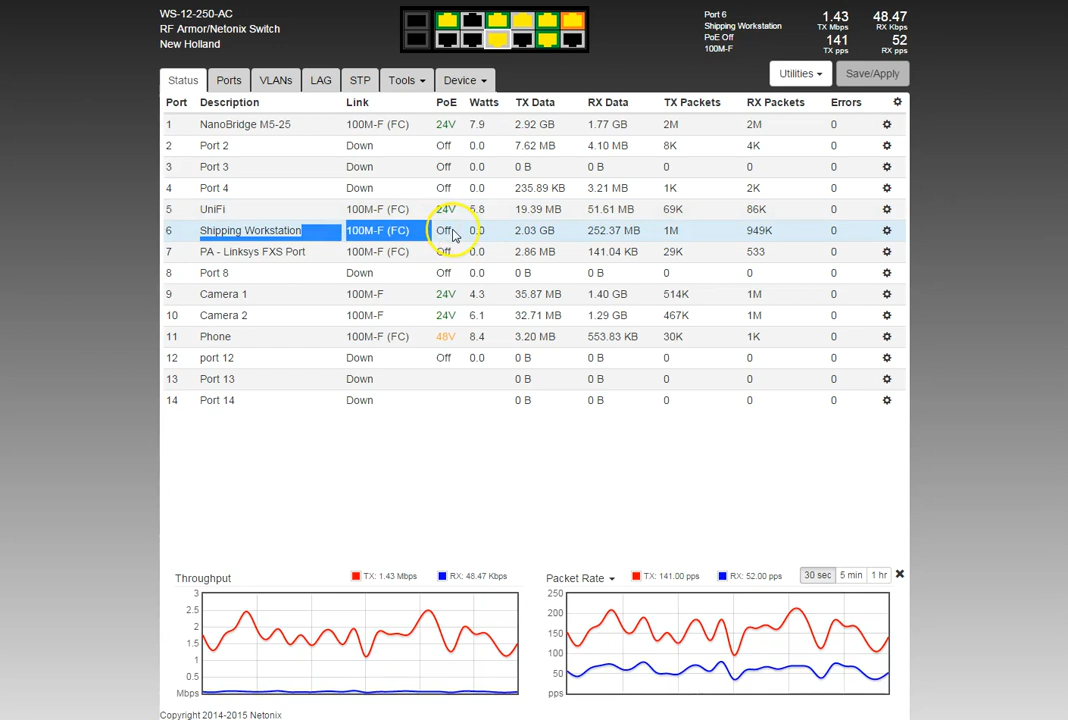 WS-12-250-AC
RF Armor/Netonix Switch
New Holland
Port 6
Shipping Workstation
PoE Off
100M-F
1.43 48.47
TX Mbps RX Kbps
141 52
TX pps RX pps
Status Ports VLANs LAG STP Tools Device Utilities Save/Apply
Port Description Link PoE Watts TX Data RX Data TX Packets RX Packets Errors
1 NanoBridge M5-25 100M-F (FC) 24V 7.9 2.92 GB 1.77 GB 2M 2M 0
2 Port 2 Down Off 0.0 7.62 MB 4.10 MB 8K 4K 0
3 Port 3 Down Off 0.0 0 B 0 B 0 0 0
4 Port 4 Down Off 0.0 235.89 KB 3.21 MB 1K 2K 0
5 UniFi 100M-F (FC) 24V 5.8 19.39 MB 51.61 MB 69K 86K 0
6 Shipping Workstation 100M-F (FC) Off 0.0 2.03 GB 252.37 MB 1M 949K 0
7 PA - Linksys FXS Port 100M-F (FC) Off 0.0 2.86 MB 141.04 KB 29K 533 0
8 Port 8 Down Off 0.0 0 B 0 B 0 0 0
9 Camera 1 100M-F 24V 4.3 35.87 MB 1.40 GB 514K 1M 0
10 Camera 2 100M-F 24V 6.1 32.71 MB 1.29 GB 467K 1M 0
11 Phone 100M-F (FC) 48V 8.4 3.20 MB 553.83 KB 30K 1K 0
12 port 12 Down Off 0.0 0 B 0 B 0 0 0
13 Port 13 Down 0 B 0 B 0 0 0
14 Port 14 Down 0 B 0 B 0 0 0
Throughput TX: 1.43 Mbps RX: 48.47 Kbps
3
2.5
2
1.5
1
0.5
Mbps
Packet Rate TX: 141.00 pps RX: 52.00 pps 30 sec 5 min 1 hr
250
200
150
100
50
pps
Copyright 2014-2015 Netonix